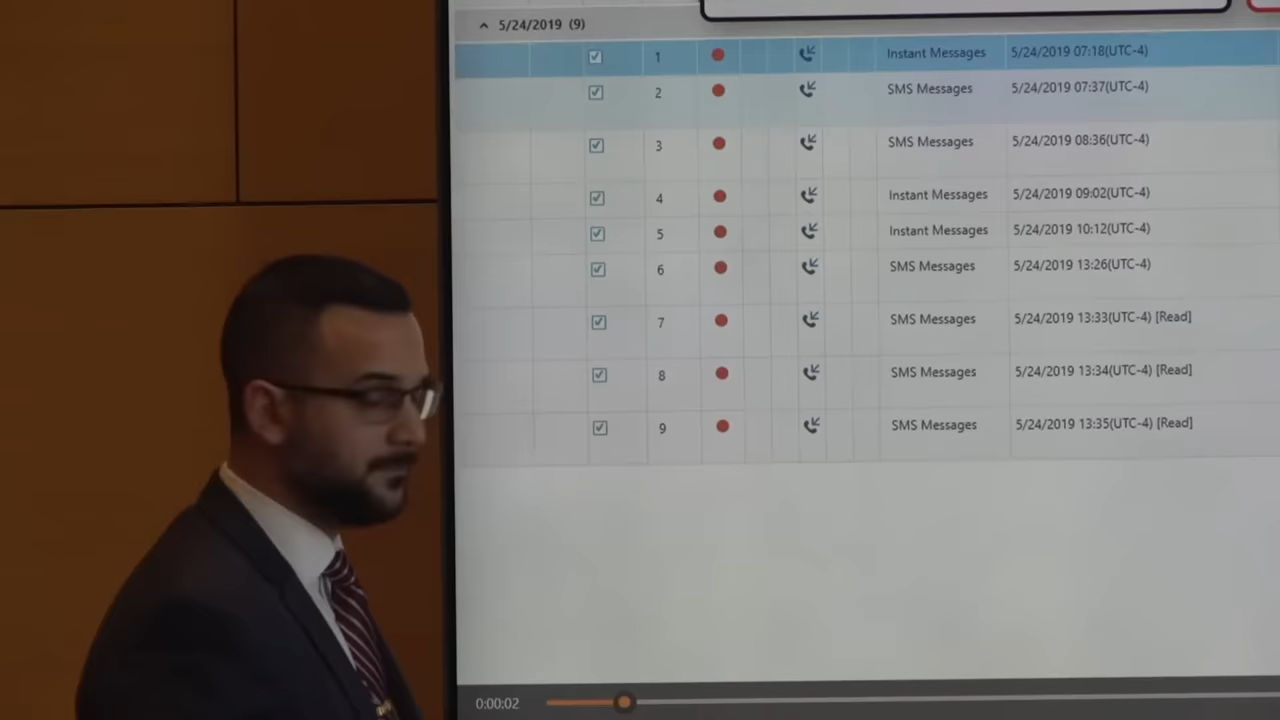 5/24/2019 (9)
1 Instant Messages 5/24/2019 07:18(UTC-4)
2 SMS Messages 5/24/2019 07:37(UTC-4)
3 SMS Messages 5/24/2019 08:36(UTC-4)
4 Instant Messages 5/24/2019 09:02(UTC-4)
5 Instant Messages 5/24/2019 10:12(UTC-4)
6 SMS Messages 5/24/2019 13:26(UTC-4)
7 SMS Messages 5/24/2019 13:33(UTC-4) [Read]
8 SMS Messages 5/24/2019 13:34(UTC-4) [Read]
9 SMS Messages 5/24/2019 13:35(UTC-4) [Read]
0:00:02